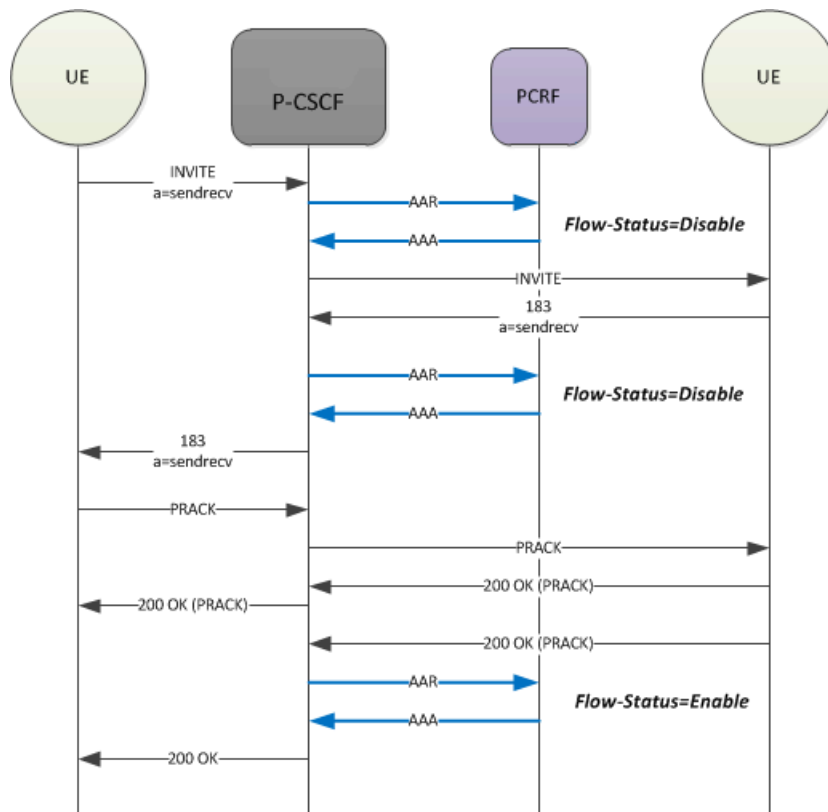 UE
P-CSCF
PCRF
UE
INVITE
a=sendrecv
AAR
Flow-Status=Disable
AAA
INVITE
183
a=sendrecv
AAR
Flow-Status=Disable
AAA
183
a=sendrecv
PRACK
PRACK
200 OK (PRACK)
200 OK (PRACK)
200 OK (PRACK)
AAR
Flow-Status=Enable
AAA
200 OK